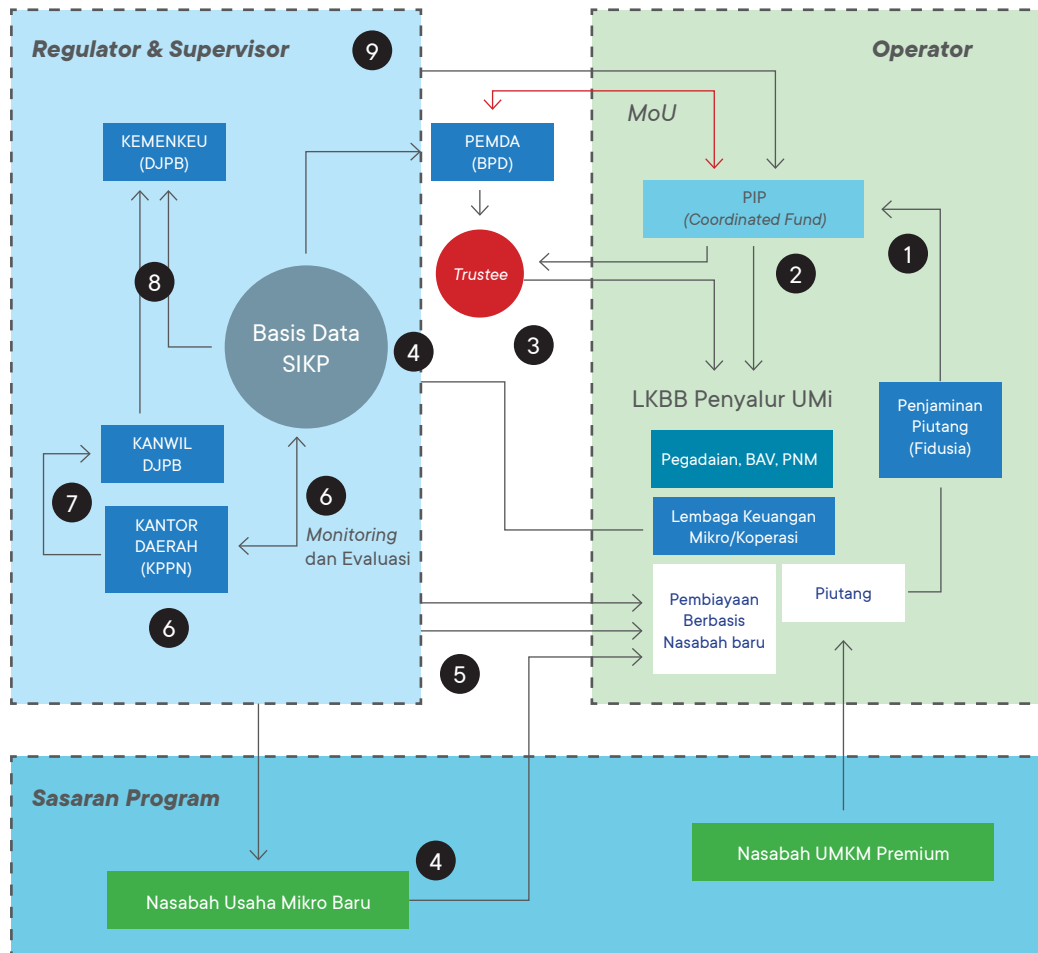 Regulator & Supervisor
9
Operator
MoU
KEMENKEU
(DJPB)
PEMDA
(BPD)
PIP
(Coordinated Fund)
1
8
Trustee
2
Basis Data
SIKP
4
3
LKBB Penyalur UMi
Penjaminan
Piutang
(Fidusia)
KANWIL
DJPB
Pegadaian, BAV, PNM
7
6
KANTOR
DAERAH
(KPPN)
Monitoring
dan Evaluasi
Lembaga Keuangan
Mikro/Koperasi
6
Pembiayaan
Berbasis
Nasabah baru
Piutang
5
Sasaran Program
4
Nasabah UMKM Premium
Nasabah Usaha Mikro Baru